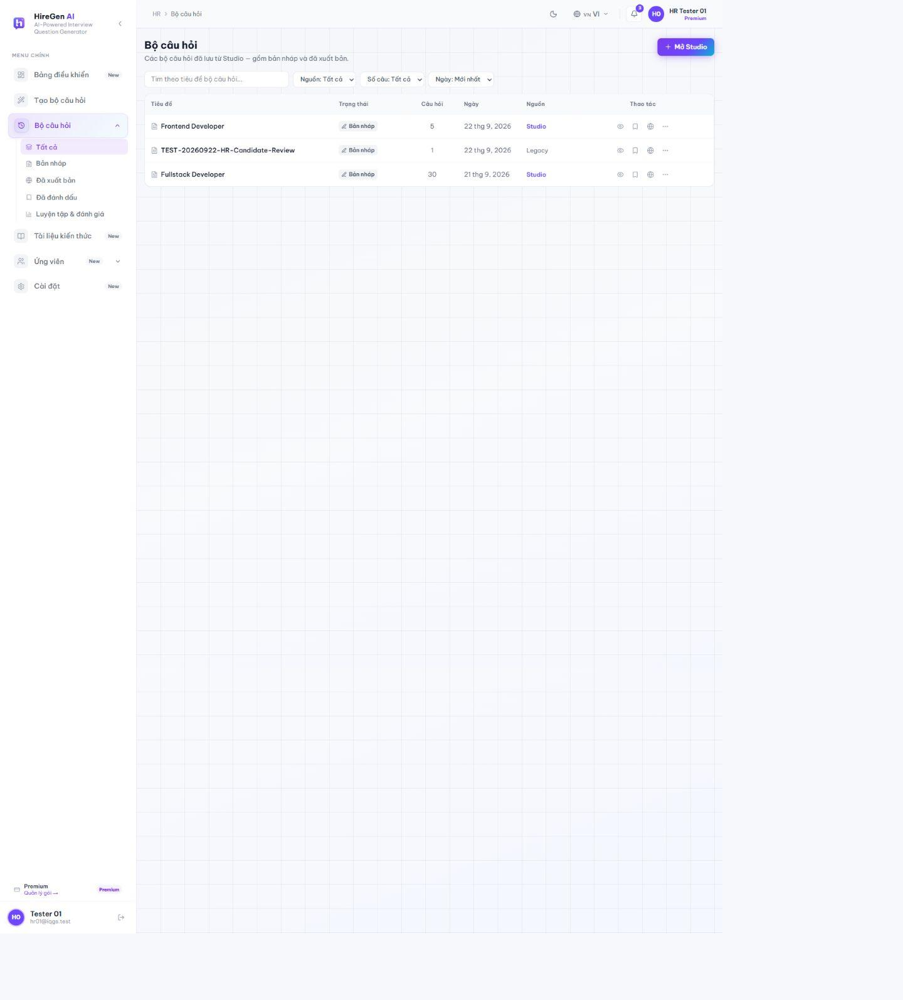 HireGen AI
AI-Powered Interview
Question Generator
MENU CHÍNH
Bảng điều khiển New
Tạo bộ câu hỏi
Bộ câu hỏi
Tất cả
Bản nháp
Đã xuất bản
Đã đánh dấu
Luyện tập & đánh giá
Tài liệu kiến thức New
Ứng viên New
Cài đặt New
Premium
Quản lý gói → Premium
H0 Tester 01
hr01@iqgs.test
HR > Bộ câu hỏi
VN VI 3 H0 HR Tester 01
Premium
Bộ câu hỏi
Các bộ câu hỏi đã lưu từ Studio — gồm bản nháp và đã xuất bản.
+ Mở Studio
Tìm theo tiêu đề bộ câu hỏi... Nguồn: Tất cả Số câu: Tất cả Ngày: Mới nhất
Tiêu đề Trạng thái Câu hỏi Ngày Nguồn Thao tác
Frontend Developer Bản nháp 5 22 thg 9, 2026 Studio
TEST-20260922-HR-Candidate-Review Bản nháp 1 22 thg 9, 2026 Legacy
Fullstack Developer Bản nháp 30 21 thg 9, 2026 Studio